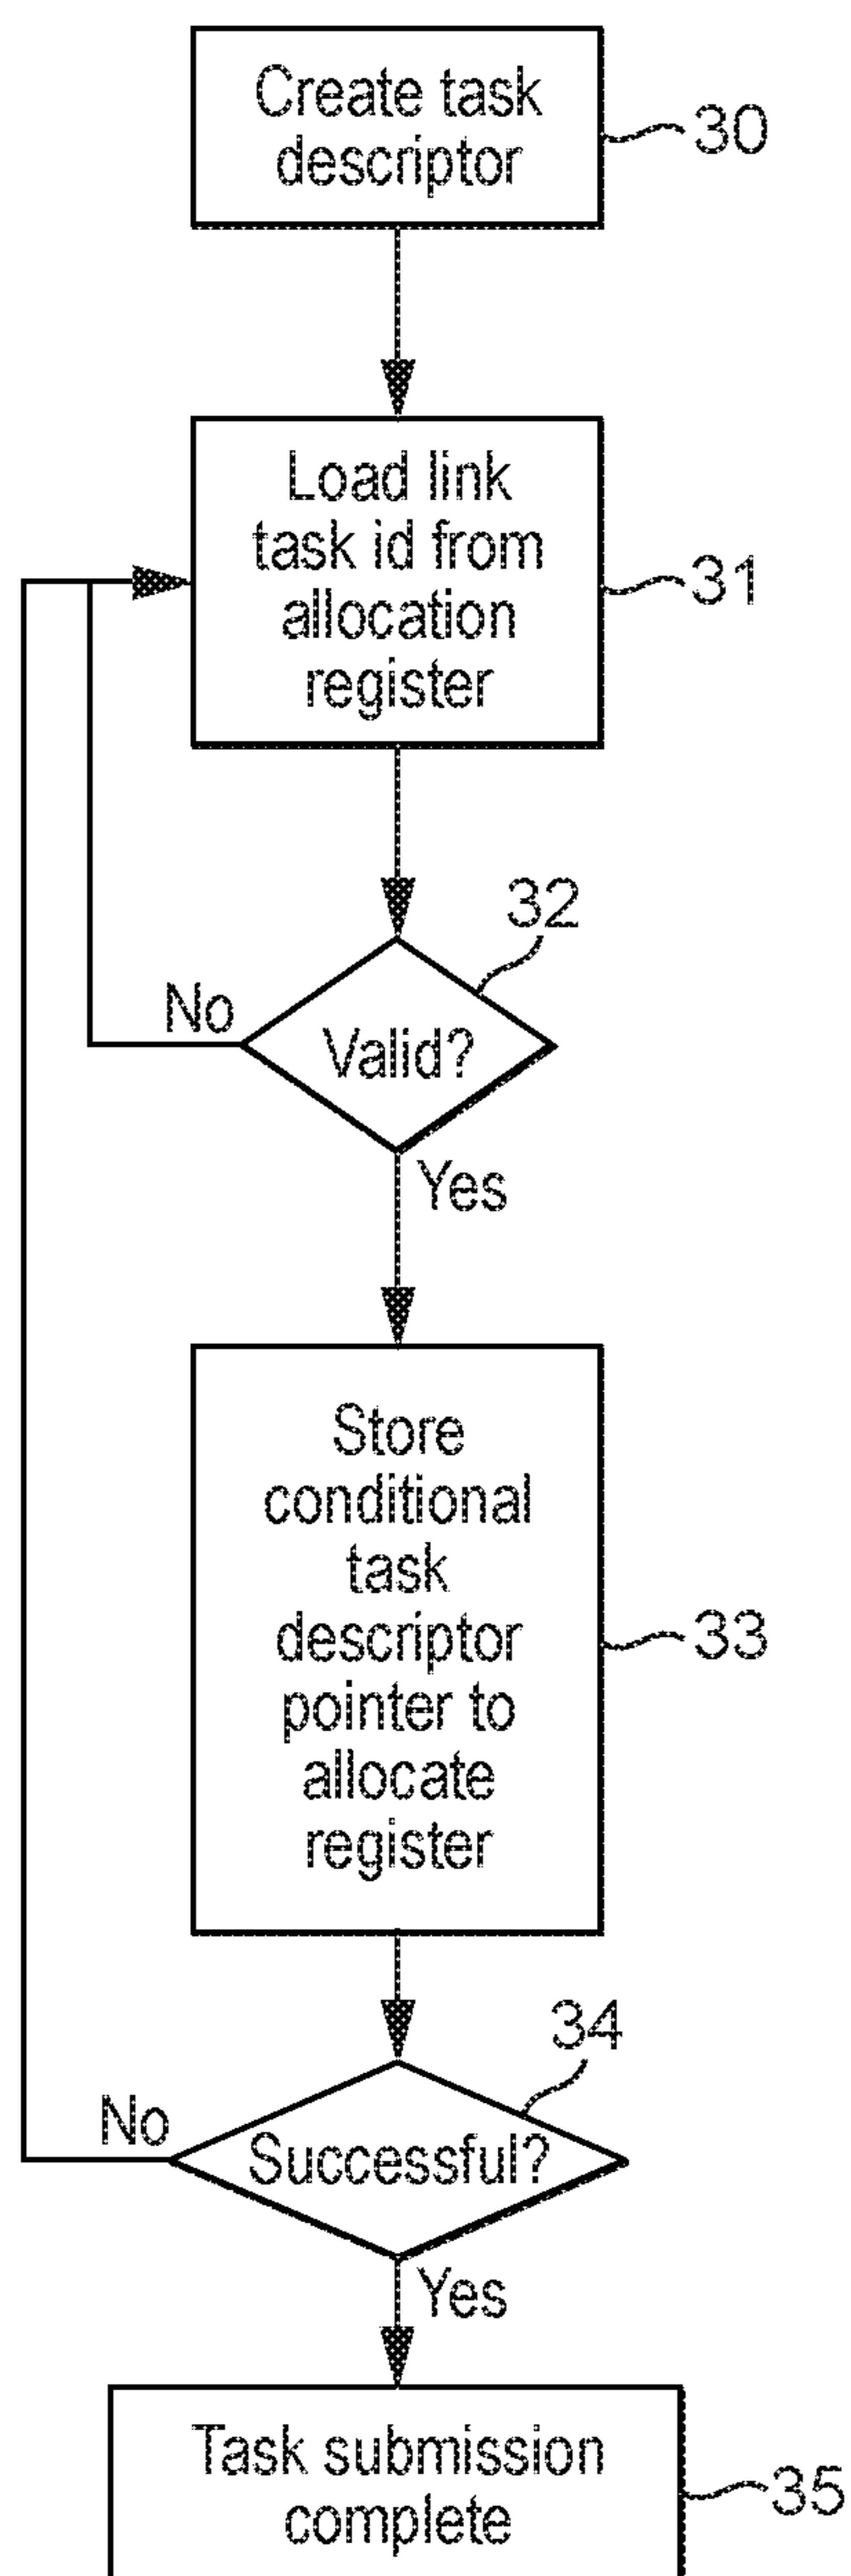 Create task
descriptor
30
Load link
task id from
allocation
register
31
32
No
Valid?
Yes
Store
conditional
task
descriptor
pointer to
allocate
register
33
34
No
Successful?
Yes
Task submission
complete
35